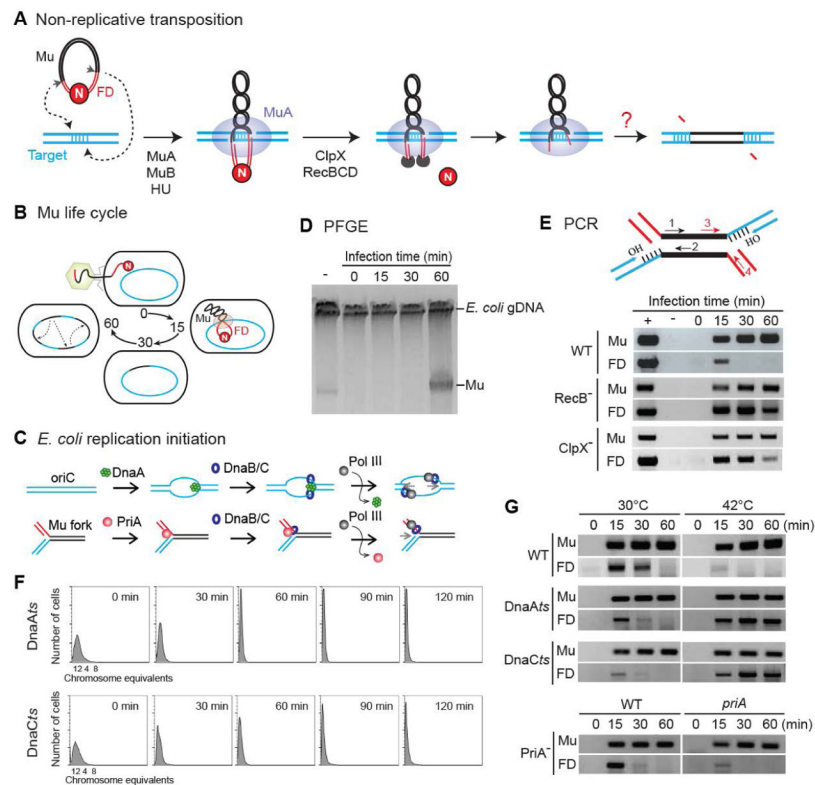 A Non-replicative transposition
Mu
N
FD
Target
MuA
MuB
HU
MuA
N
ClpX
RecBCD
N
?
B Mu life cycle
N
0
15
30
60
Mu
FD
N
C E. coli replication initiation
oriC
DnaA
DnaB/C
Pol III
Mu fork
PriA
DnaB/C
Pol III
D PFGE
Infection time (min)
- 0 15 30 60
E. coli gDNA
Mu
E PCR
1 3
OH HO
2 4
Infection time (min)
+ - 0 15 30 60
WT Mu
FD
RecB⁻ Mu
FD
ClpX⁻ Mu
FD
F
DnaAts
Number of cells
0 min 30 min 60 min 90 min 120 min
12 4 8
Chromosome equivalents
DnaCts
Number of cells
0 min 30 min 60 min 90 min 120 min
12 4 8
Chromosome equivalents
G
30°C 42°C
0 15 30 60 0 15 30 60 (min)
WT Mu
FD
DnaAts Mu
FD
DnaCts Mu
FD
WT priA
0 15 30 60 0 15 30 60 (min)
PriA⁻ Mu
FD